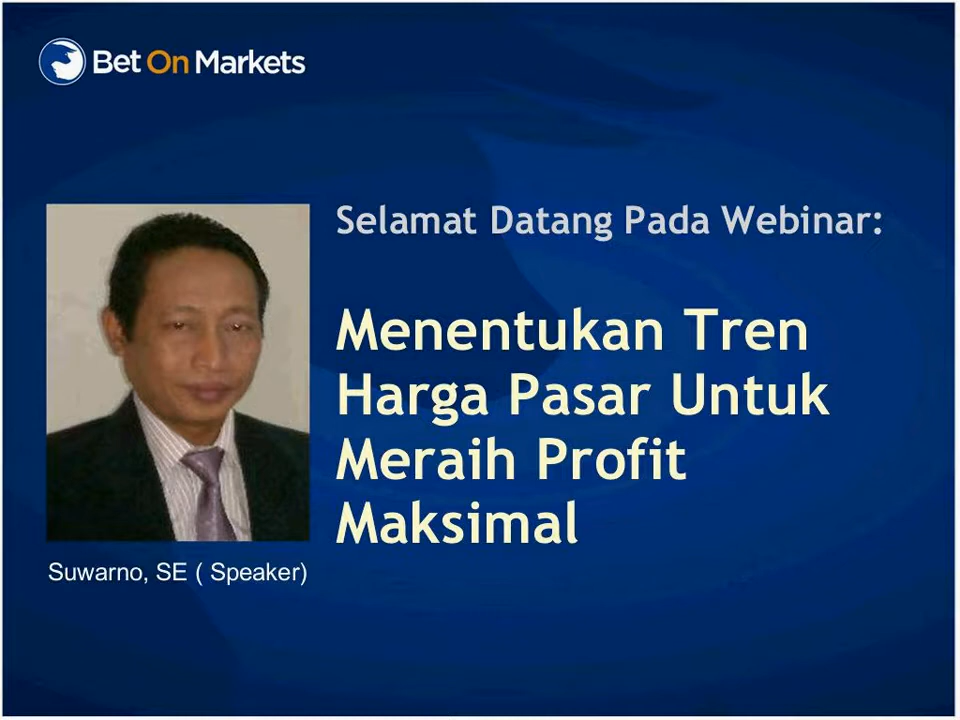 Bet On Markets
Selamat Datang Pada Webinar:
Menentukan Tren
Harga Pasar Untuk
Meraih Profit
Maksimal
Suwarno, SE ( Speaker)